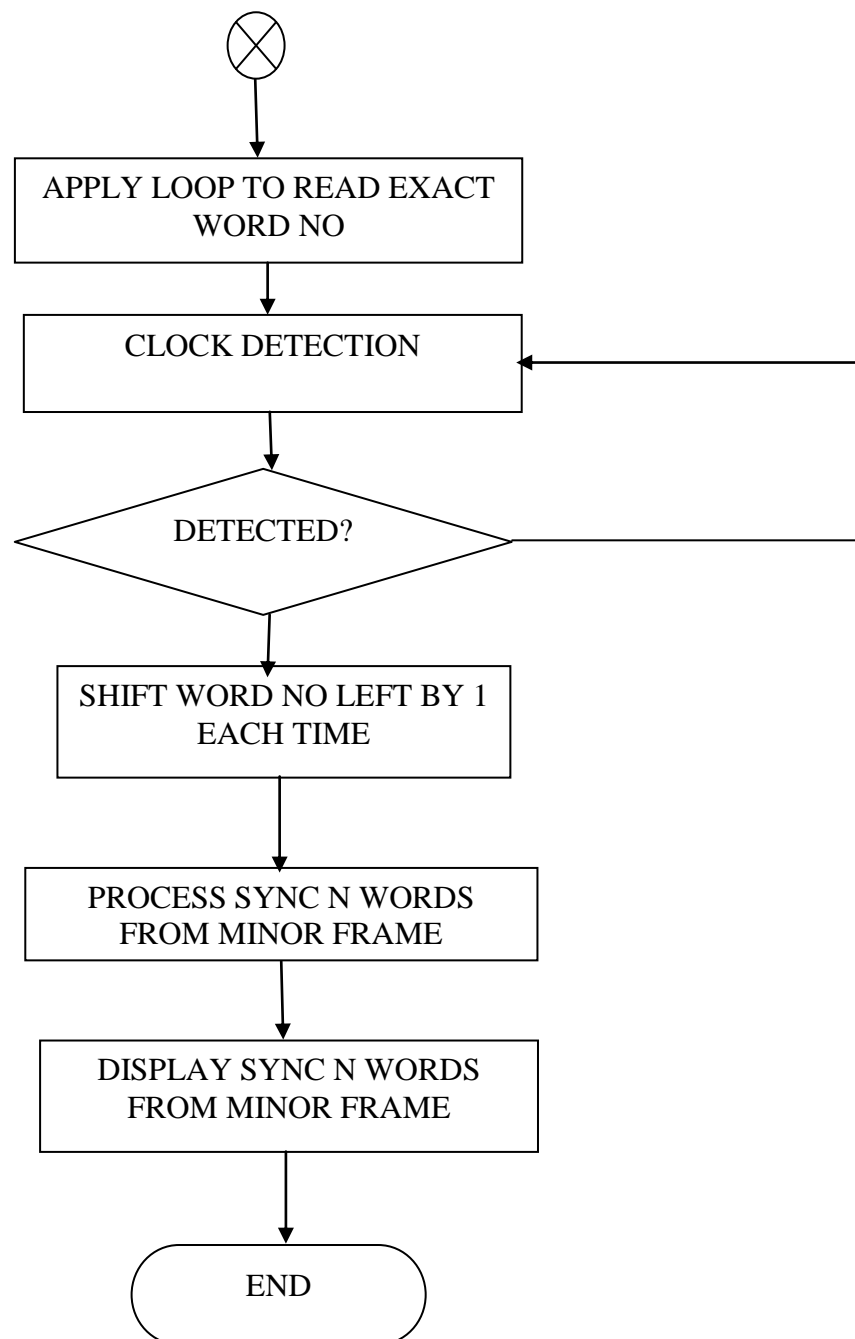 APPLY LOOP TO READ EXACT
WORD NO
CLOCK DETECTION
DETECTED?
SHIFT WORD NO LEFT BY 1
EACH TIME
PROCESS SYNC N WORDS
FROM MINOR FRAME
DISPLAY SYNC N WORDS
FROM MINOR FRAME
END